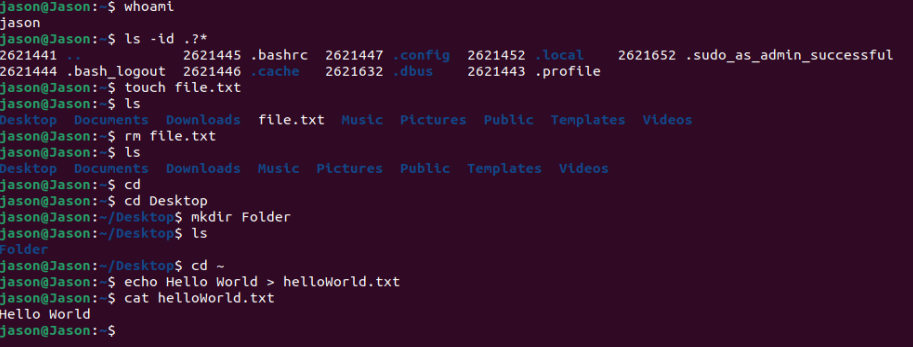 jason@Jason:~$ whoami
jason
jason@Jason:~$ ls -id .?*
2621441 .. 2621445 .bashrc 2621447 .config 2621452 .local 2621652 .sudo_as_admin_successful
2621444 .bash_logout 2621446 .cache 2621632 .dbus 2621443 .profile
jason@Jason:~$ touch file.txt
jason@Jason:~$ ls
Desktop Documents Downloads file.txt Music Pictures Public Templates Videos
jason@Jason:~$ rm file.txt
jason@Jason:~$ ls
Desktop Documents Downloads Music Pictures Public Templates Videos
jason@Jason:~$ cd
jason@Jason:~$ cd Desktop
jason@Jason:~/Desktop$ mkdir Folder
jason@Jason:~/Desktop$ ls
Folder
jason@Jason:~/Desktop$ cd ~
jason@Jason:~$ echo Hello World > helloWorld.txt
jason@Jason:~$ cat helloWorld.txt
Hello World
jason@Jason:~$